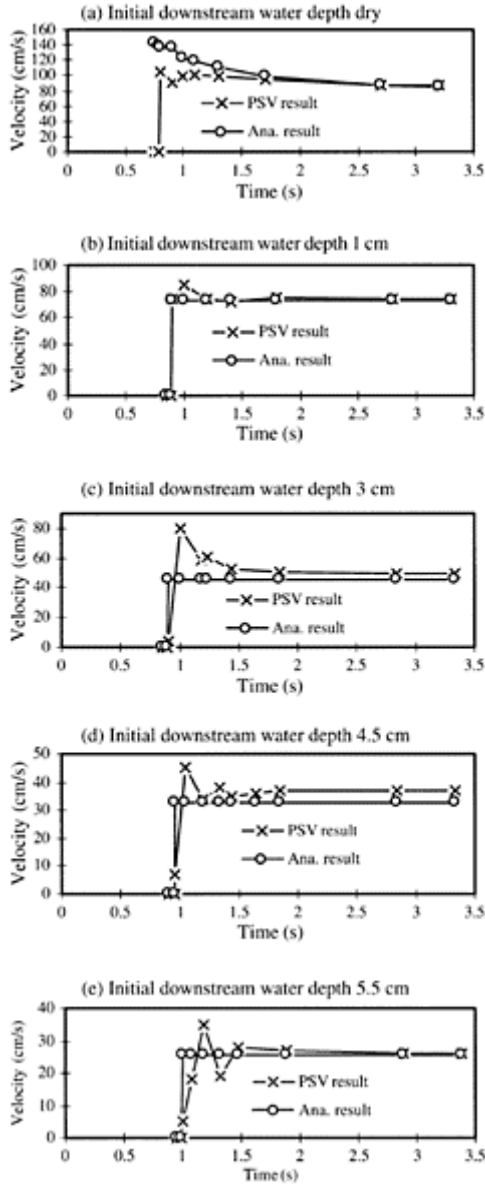 (a) Initial downstream water depth dry
Velocity (cm/s)
160
140
120
100
80
60
40
20
0
PSV result
Ana. result
0 0.5 1 1.5 2 2.5 3 3.5
Time (s)
(b) Initial downstream water depth 1 cm
Velocity (cm/s)
100
80
60
40
20
0
PSV result
Ana. result
0 0.5 1 1.5 2 2.5 3 3.5
Time (s)
(c) Initial downstream water depth 3 cm
Velocity (cm/s)
80
60
40
20
0
PSV result
Ana. result
0 0.5 1 1.5 2 2.5 3 3.5
Time (s)
(d) Initial downstream water depth 4.5 cm
Velocity (cm/s)
50
40
30
20
10
0
PSV result
Ana. result
0 0.5 1 1.5 2 2.5 3 3.5
Time (s)
(e) Initial downstream water depth 5.5 cm
Velocity (cm/s)
40
30
20
10
0
PSV result
Ana. result
0 0.5 1 1.5 2 2.5 3 3.5
Time (s)